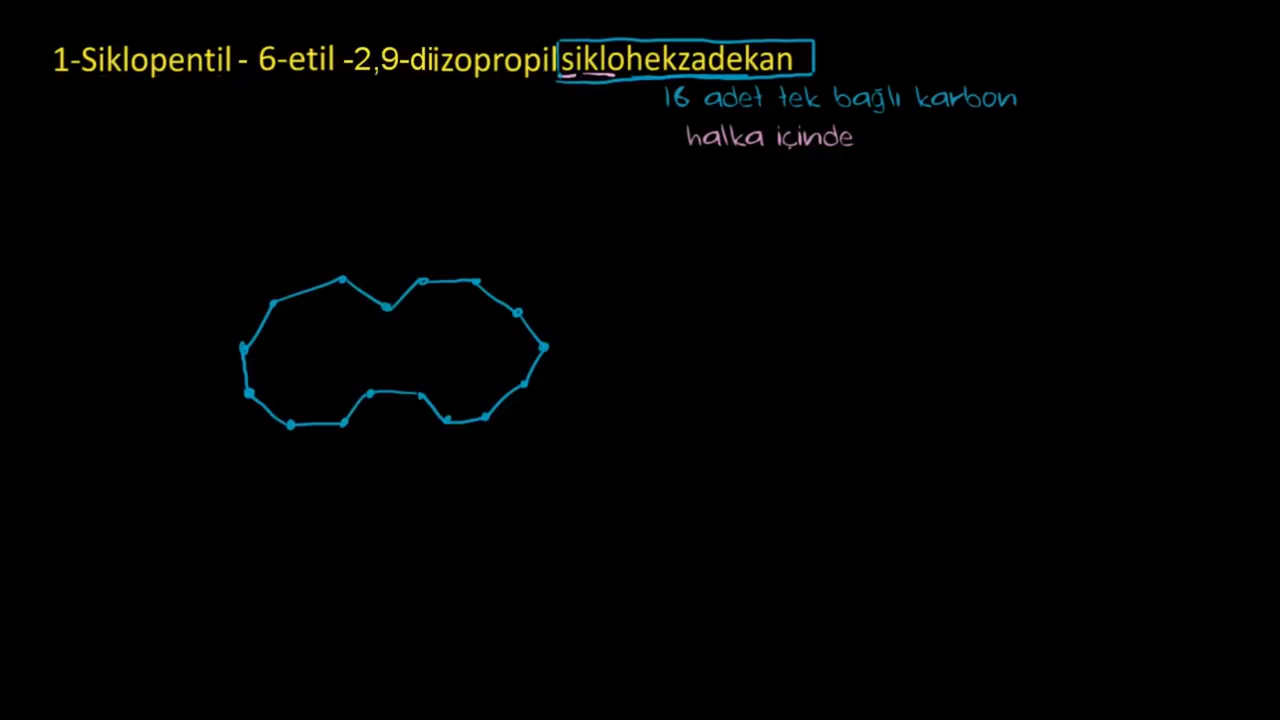 1-Siklopentil - 6-etil -2,9-diizopropilsiklohekzadekan
16 adet tek bağlı karbon
halka içinde